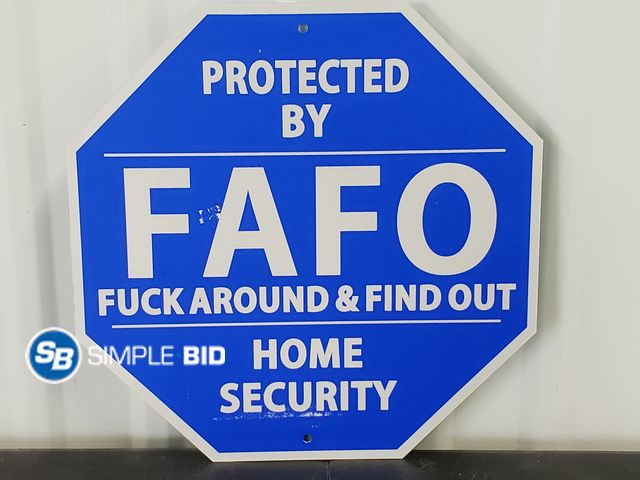 PROTECTED
BY
FAFO
FUCK AROUND & FIND OUT
HOME
SECURITY
SB SIMPLE BID